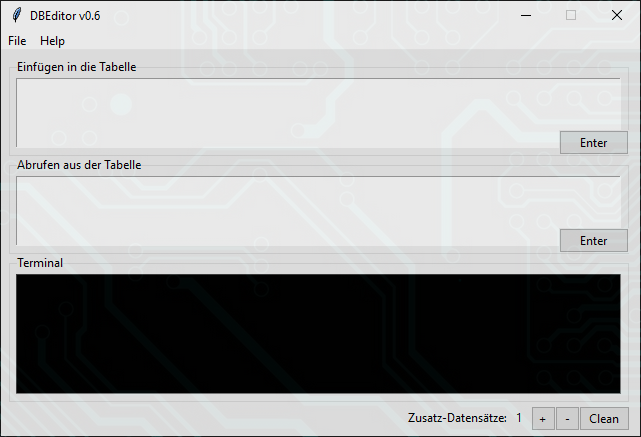 DBEditor v0.6
File Help
Einfügen in die Tabelle
Enter
Abrufen aus der Tabelle
Enter
Terminal
Zusatz-Datensätze: 1 + - Clean